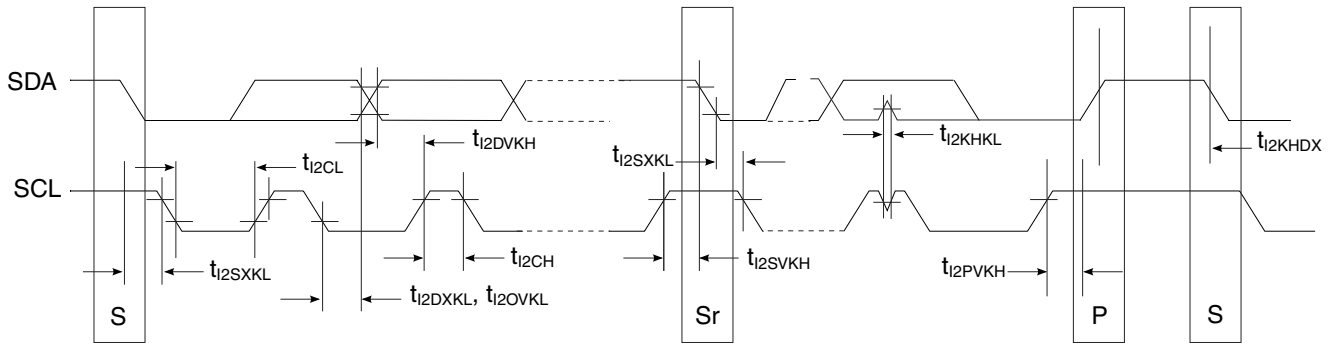 SDA
SCL
tI2DVKH
tI2CL
tI2SXKL
tI2KHKL
tI2KHDX
tI2SXKL
tI2CH
tI2DXKL, tI2OVKL
tI2SVKH
tI2PVKH
S
Sr
P
S